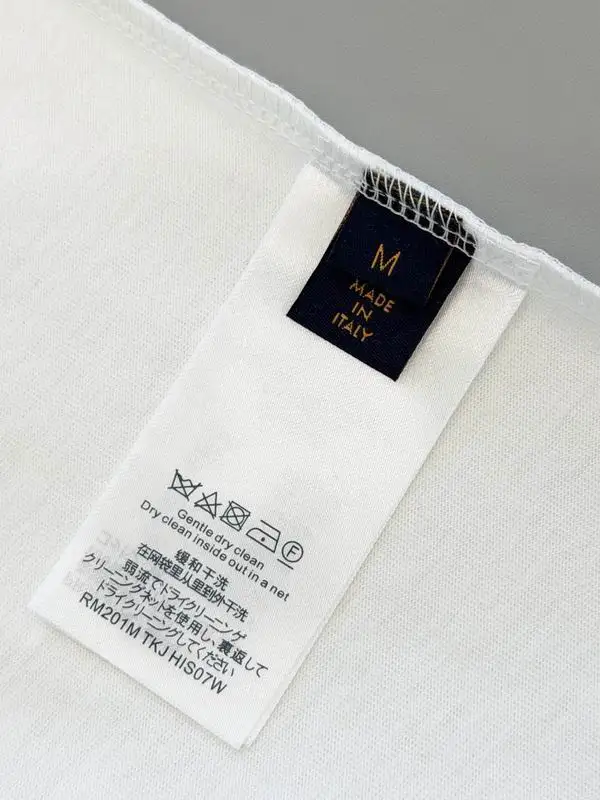 M
MADE
IN
ITALY
Gentle dry clean
Dry clean inside out in a net
缓和干洗
在网袋里从里到外干洗
弱流でドライクリーニング
クリーニングネットを使用し、裏返して
ドライクリーニングしてください
RM201M TKJ HIS07W